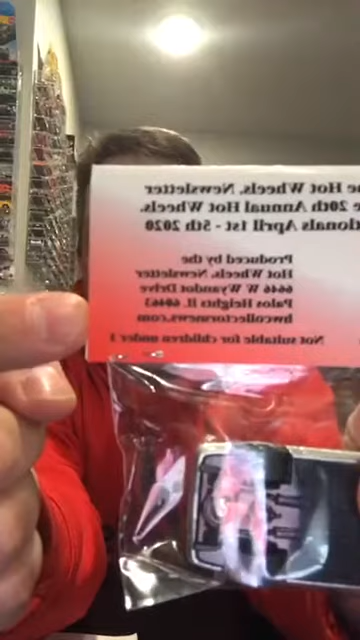 e Hot Wheels, Newsletter
e 20th Annual Hot Wheels,
tionals April 1st - 5th 2020
Produced by the
Hot Wheels, Newsletter
6646 W Wyandot Drive
Palos Heights IL 60463
hwcollectornews.com
Not suitable for children under